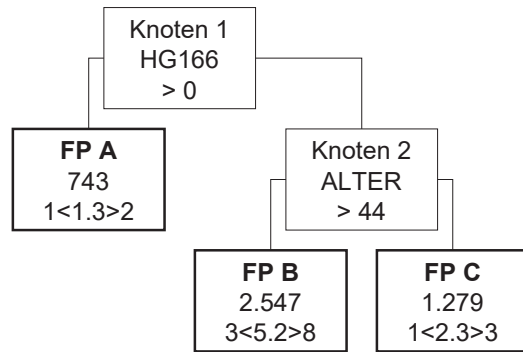 Knoten 1
HG166
> 0
FP A
743
1<1.3>2
Knoten 2
ALTER
> 44
FP B
2.547
3<5.2>8
FP C
1.279
1<2.3>3